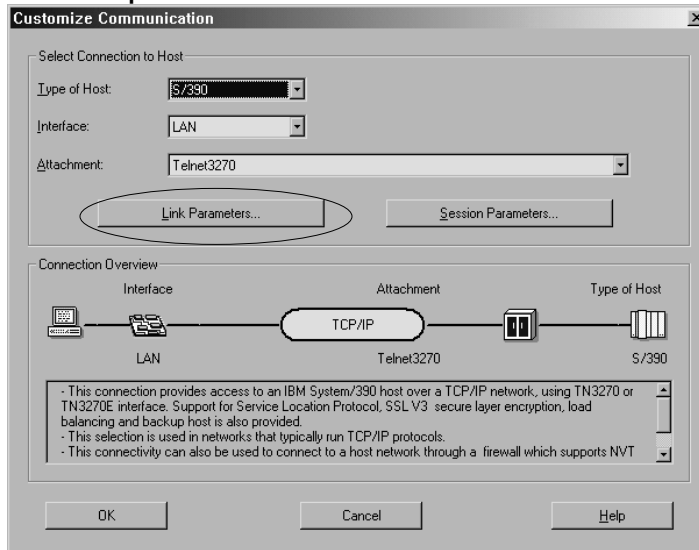 Customize Communication
Select Connection to Host
Type of Host:
S/390
Interface:
LAN
Attachment:
Telnet3270
Link Parameters...
Session Parameters...
Connection Overview
Interface
Attachment
Type of Host
TCP/IP
LAN
Telnet3270
S/390
- This connection provides access to an IBM System/390 host over a TCP/IP network, using TN3270 or
TN3270E interface. Support for Service Location Protocol, SSL V3 secure layer encryption, load
balancing and backup host is also provided.
- This selection is used in networks that typically run TCP/IP protocols.
- This connectivity can also be used to connect to a host network through a firewall which supports NVT
OK
Cancel
Help